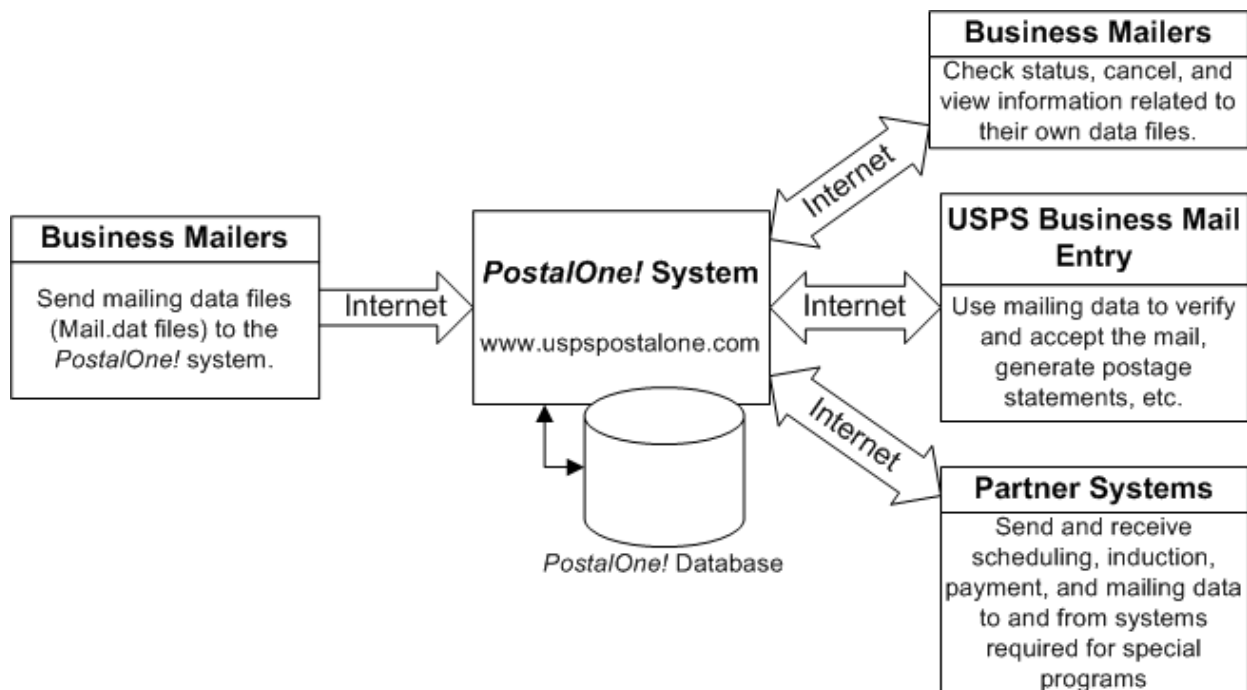 Business Mailers
Send mailing data files
(Mail.dat files) to the
PostalOne! system.
Internet
PostalOne! System
www.uspspostalone.com
PostalOne! Database
Internet
Business Mailers
Check status, cancel, and
view information related to
their own data files.
Internet
USPS Business Mail
Entry
Use mailing data to verify
and accept the mail,
generate postage
statements, etc.
Internet
Partner Systems
Send and receive
scheduling, induction,
payment, and mailing data
to and from systems
required for special
programs